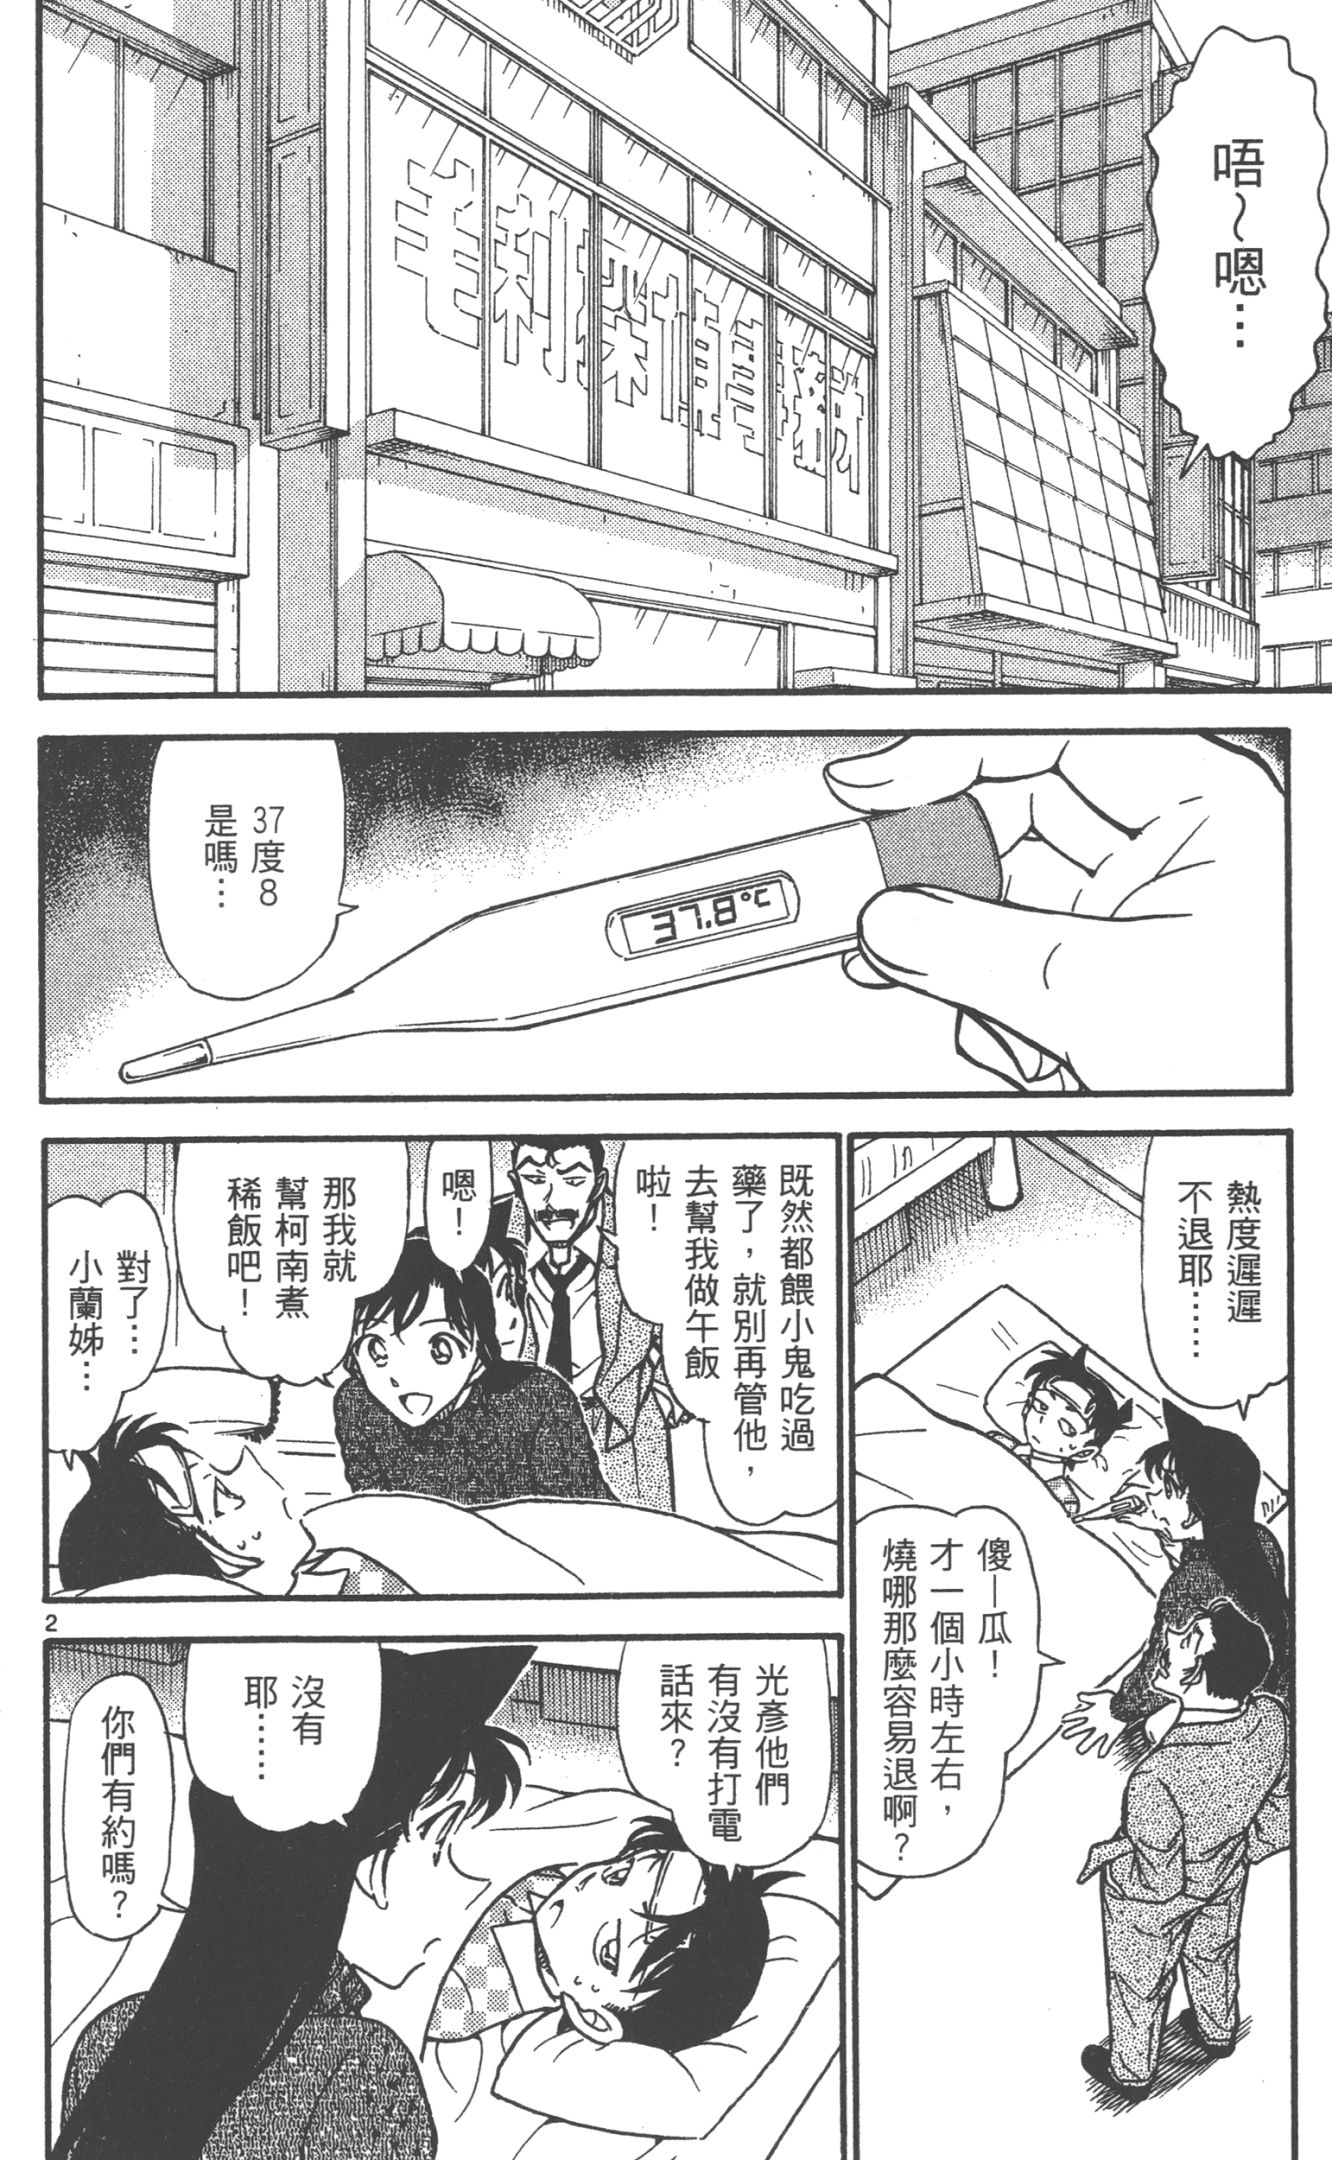 唔～嗯…
毛利探偵事務所
37度8
是嗎…
37.8°C
熱度遲遲
不退耶……
傻－瓜！
才一個小時左右，
燒哪那麼容易退啊？
既然都餵小鬼吃過
藥了，就別再管他，
去幫我做午飯
啦！
嗯！
那我就
幫柯南煮
稀飯吧！
對了…
小蘭姊…
光彥他們
有沒有打電
話來？
沒有
耶……
你們有約嗎？
2